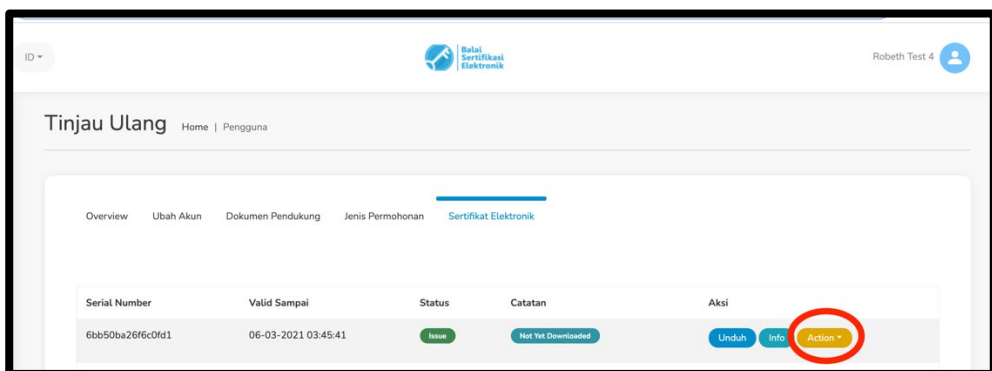 ID
Balai
Sertifikasi
Elektronik
Robeth Test 4
Tinjau Ulang Home | Pengguna
Overview Ubah Akun Dokumen Pendukung Jenis Permohonan Sertifikat Elektronik
Serial Number Valid Sampai Status Catatan Aksi
6bb50ba26f6c0fd1 06-03-2021 03:45:41 Issue Not Yet Downloaded Unduh Info Action